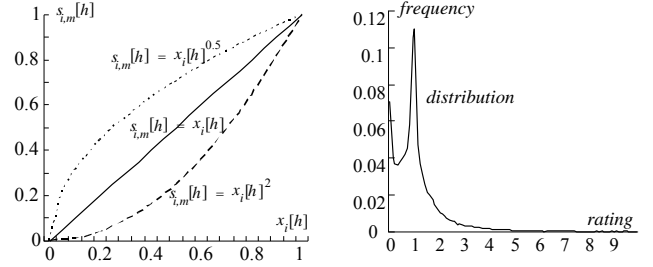 s_{i,m}[h]
1
0.8
0.6
0.4
0.2
0
s_{i,m}[h] = x_i[h]^{0.5}
s_{i,m}[h] = x_i[h]
s_{i,m}[h] = x_i[h]^2
x_i[h]
0 0.2 0.4 0.6 0.8 1
frequency
0.12
0.1
0.08
0.06
0.04
0.02
0
distribution
rating
0 1 2 3 4 5 6 7 8 9